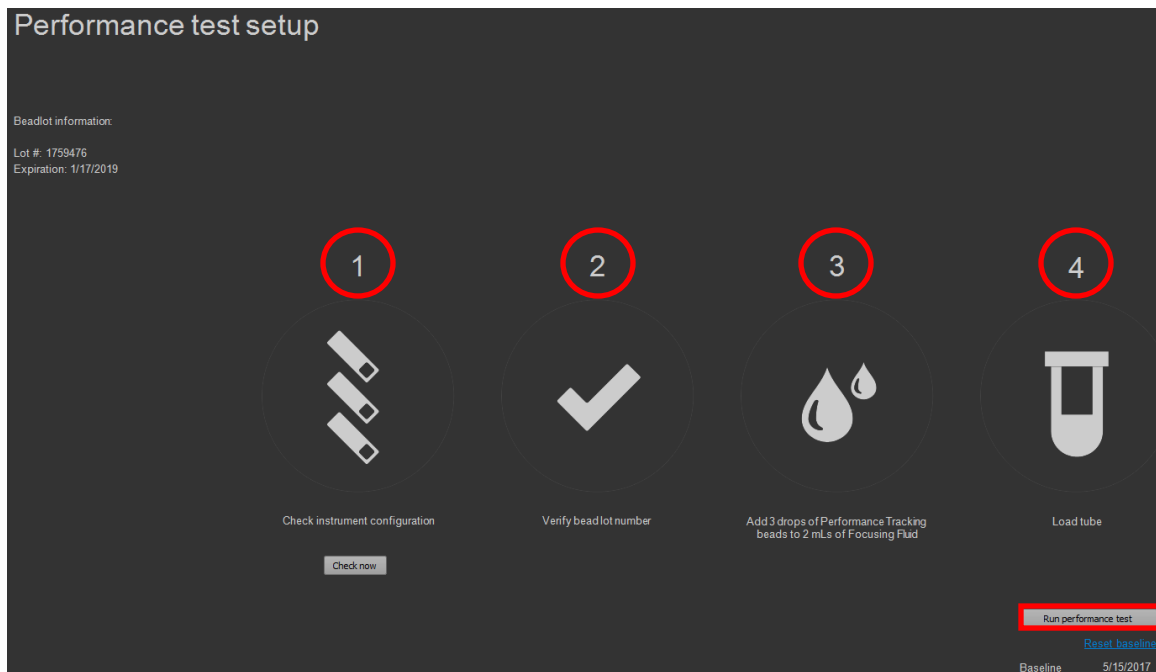 Performance test setup
Beadlot information:
Lot #: 1759476
Expiration: 1/17/2019
1
2
3
4
Check instrument configuration
Verify bead lot number
Add 3 drops of Performance Tracking
beads to 2 mLs of Focusing Fluid
Load tube
Check now
Run performance test
Reset baseline
Baseline 5/15/2017